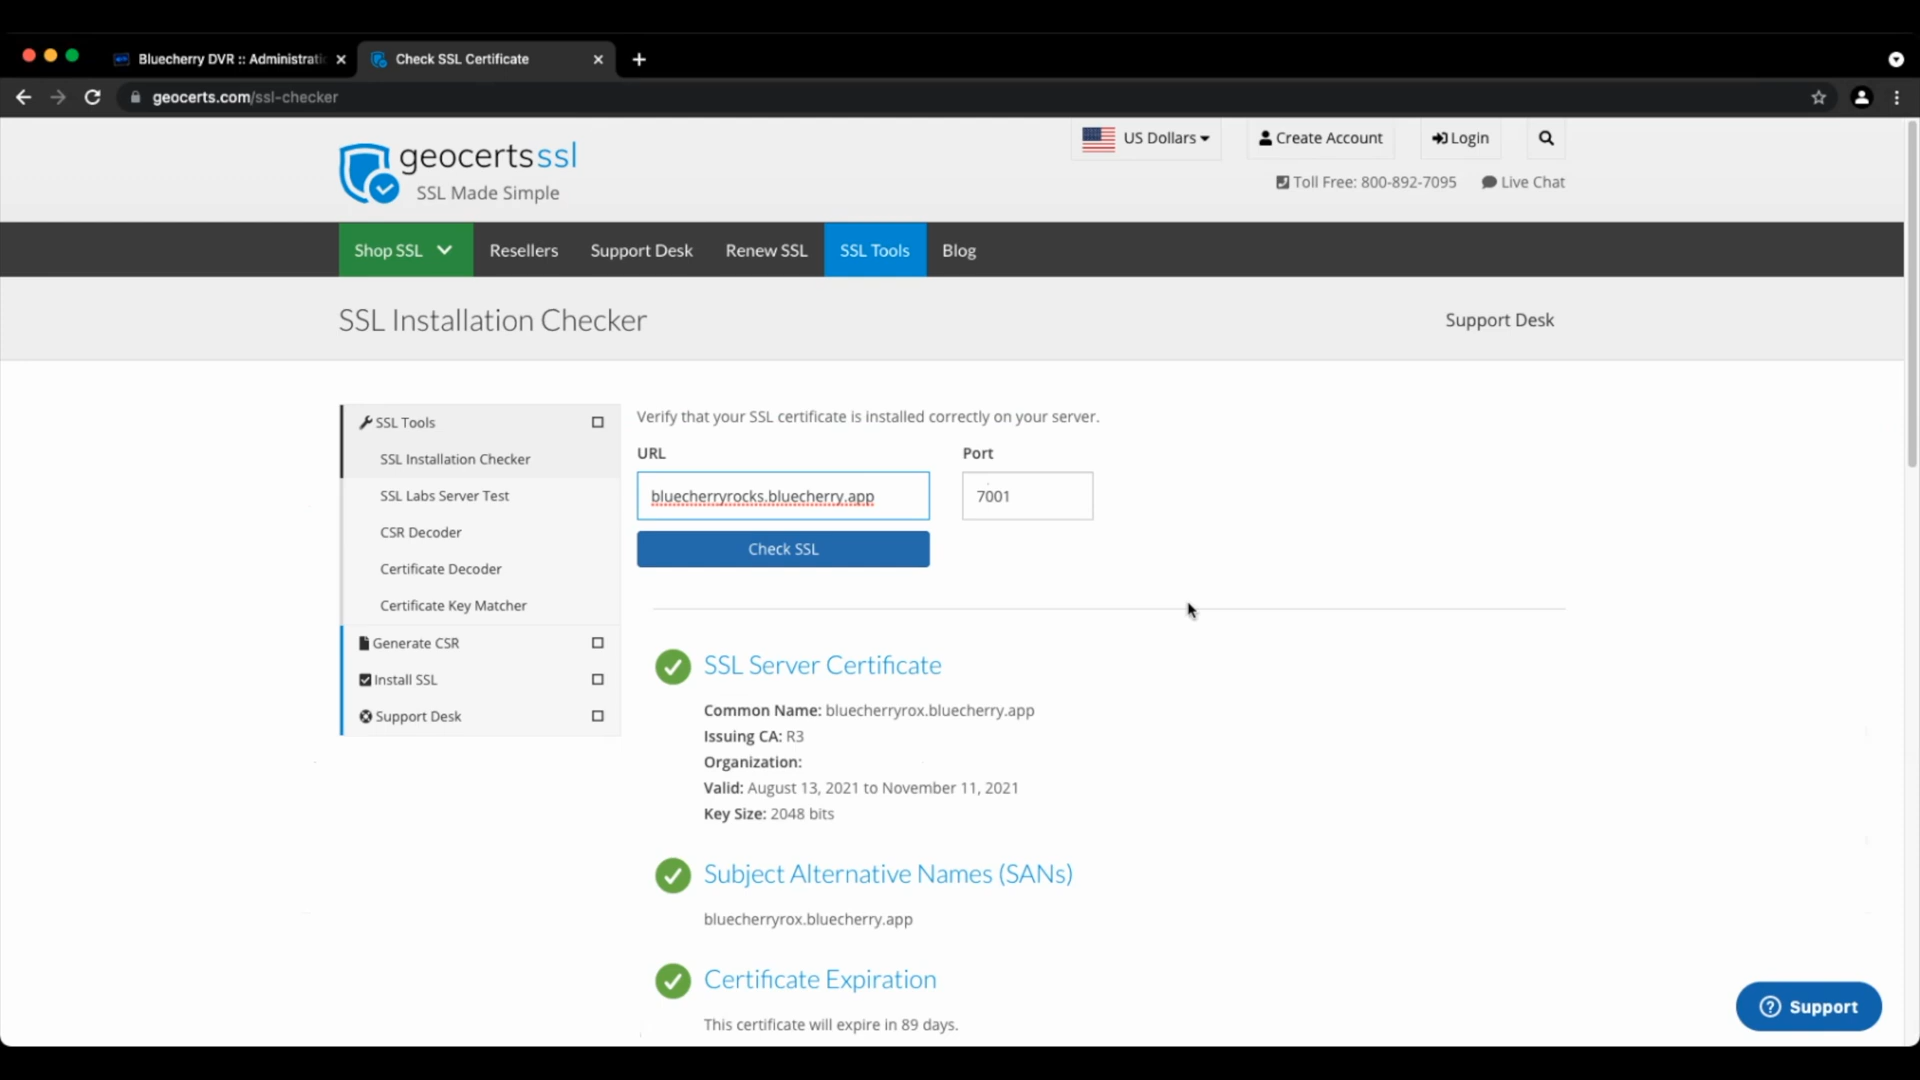 Bluecherry DVR :: Administrati
Check SSL Certificate
geocerts.com/ssl-checker
geocertsssl
SSL Made Simple
US Dollars
Create Account
Login
Toll Free: 800-892-7095
Live Chat
Shop SSL
Resellers
Support Desk
Renew SSL
SSL Tools
Blog
SSL Installation Checker
Support Desk
SSL Tools
SSL Installation Checker
SSL Labs Server Test
CSR Decoder
Certificate Decoder
Certificate Key Matcher
Generate CSR
Install SSL
Support Desk
Verify that your SSL certificate is installed correctly on your server.
URL
Port
bluecherryrocks.bluecherry.app
7001
Check SSL
SSL Server Certificate
Common Name: bluecherryrox.bluecherry.app
Issuing CA: R3
Organization:
Valid: August 13, 2021 to November 11, 2021
Key Size: 2048 bits
Subject Alternative Names (SANs)
bluecherryrox.bluecherry.app
Certificate Expiration
This certificate will expire in 89 days.
Support